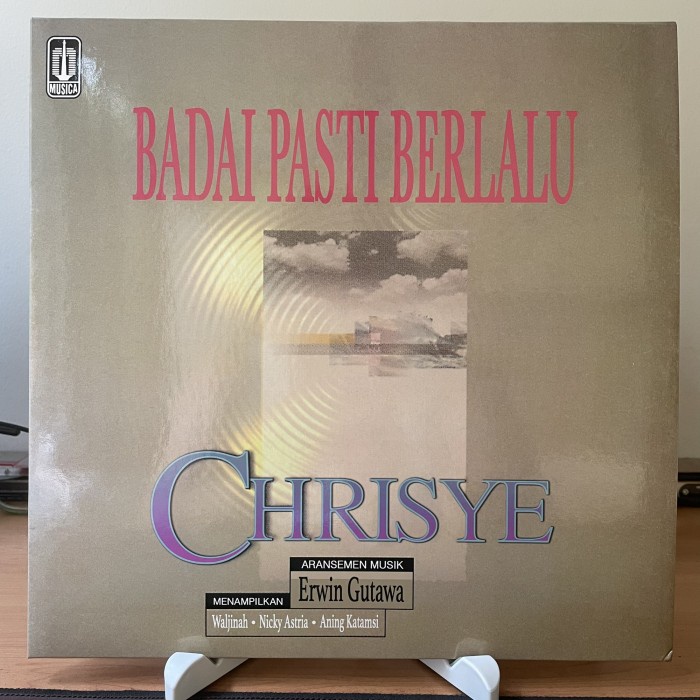 MUSICA
BADAI PASTI BERLALU
CHRISYE
ARANSEMEN MUSIK
Erwin Gutawa
MENAMPILKAN
Waljinah • Nicky Astria • Aning Katamsi